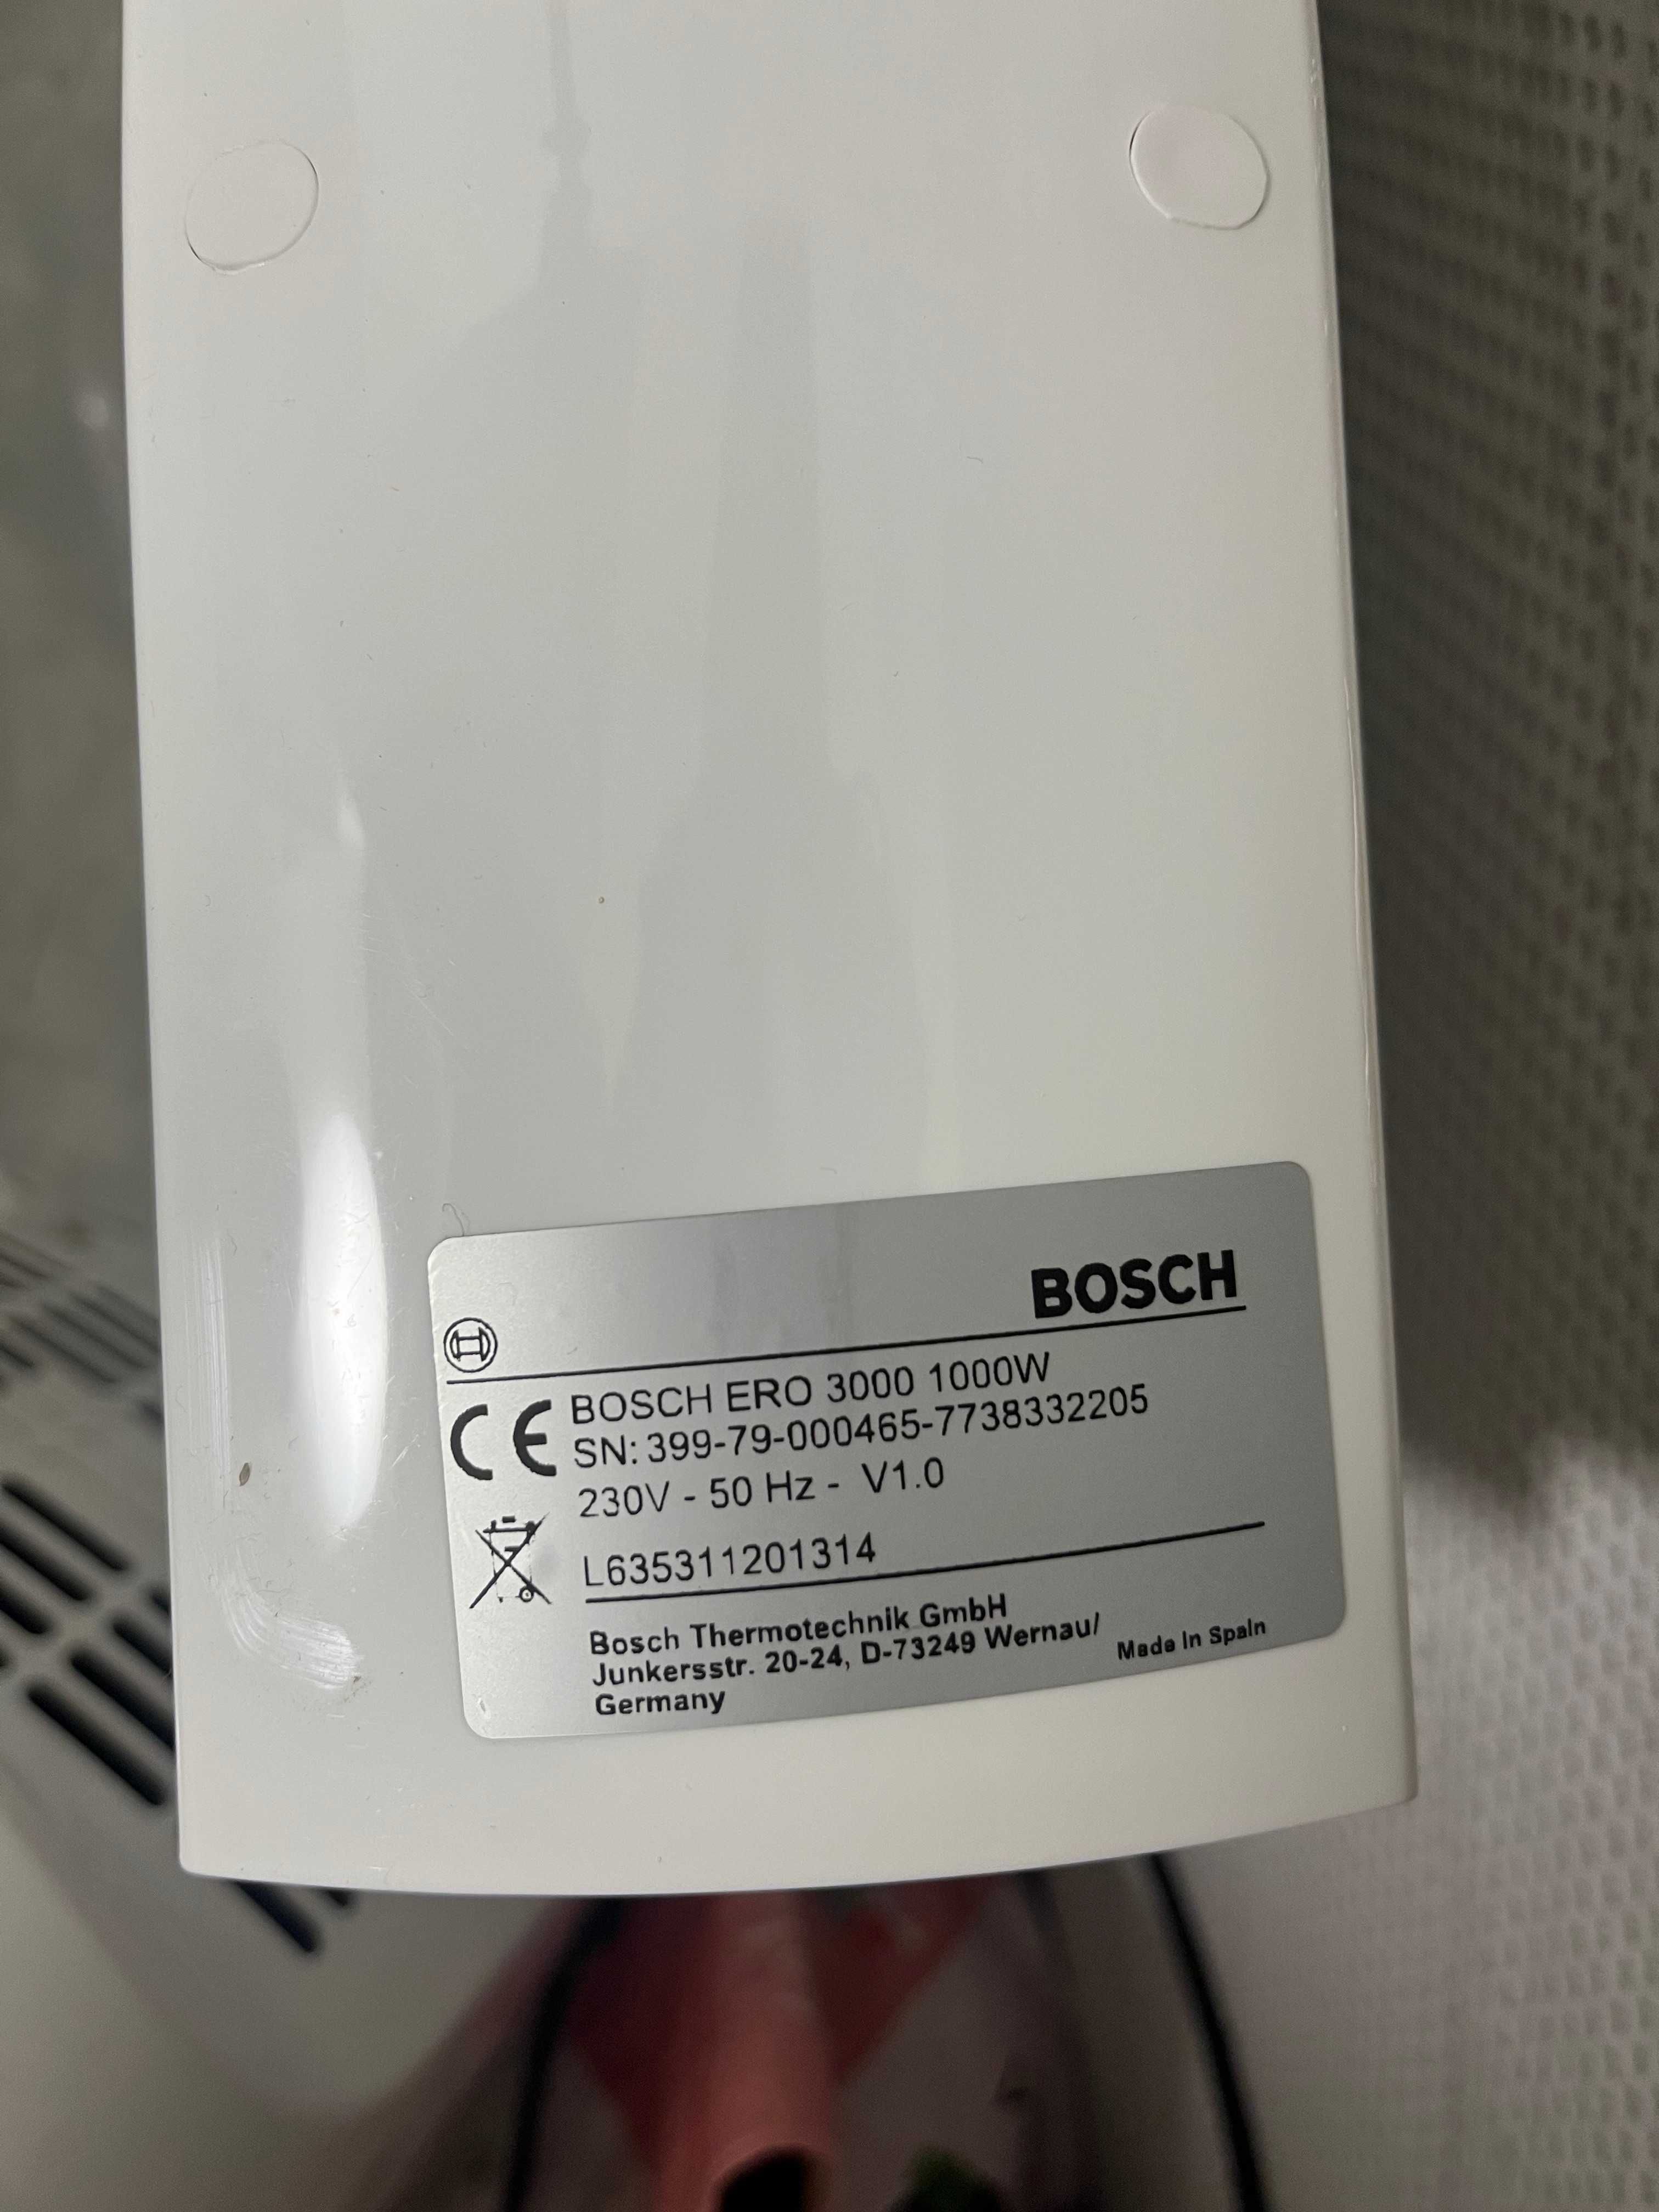 BOSCH
CE
BOSCH ERO 3000 1000W
SN: 399-79-000465-7738332205
230V - 50 Hz - V1.0
L635311201314
Bosch Thermotechnik GmbH
Junkersstr. 20-24, D-73249 Wernau/
Germany
Made In Spain